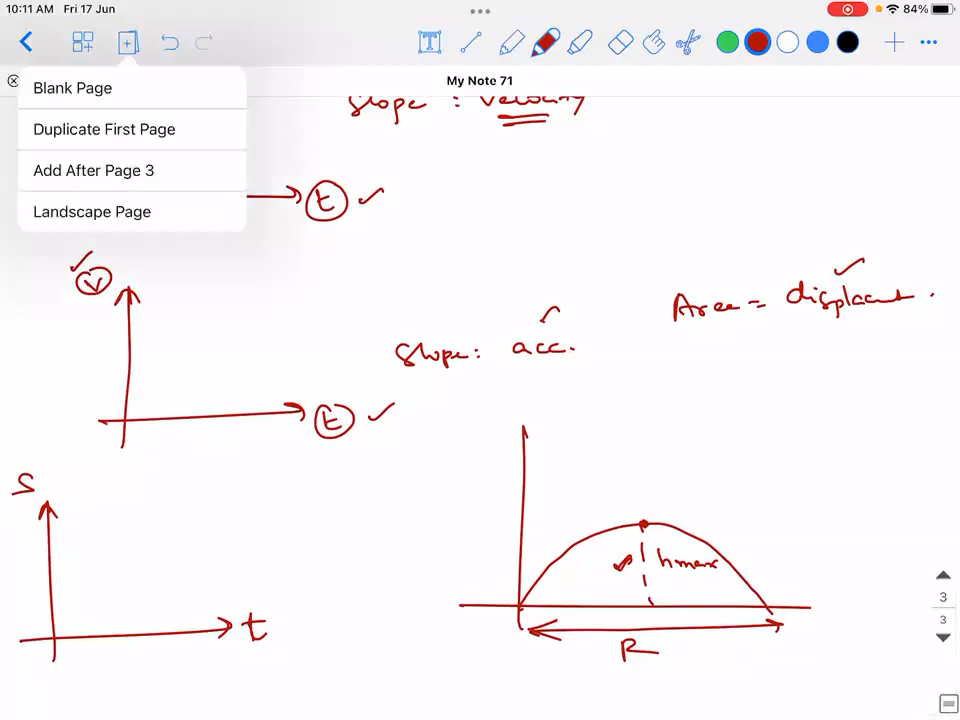 10:11 AM Fri 17 Jun
84%
My Note 71
Blank Page
Duplicate First Page
Add After Page 3
Landscape Page
Slope : velocity
t
v
Area = displacent.
Slope: acc.
t
S
hmax
t
R
3
3